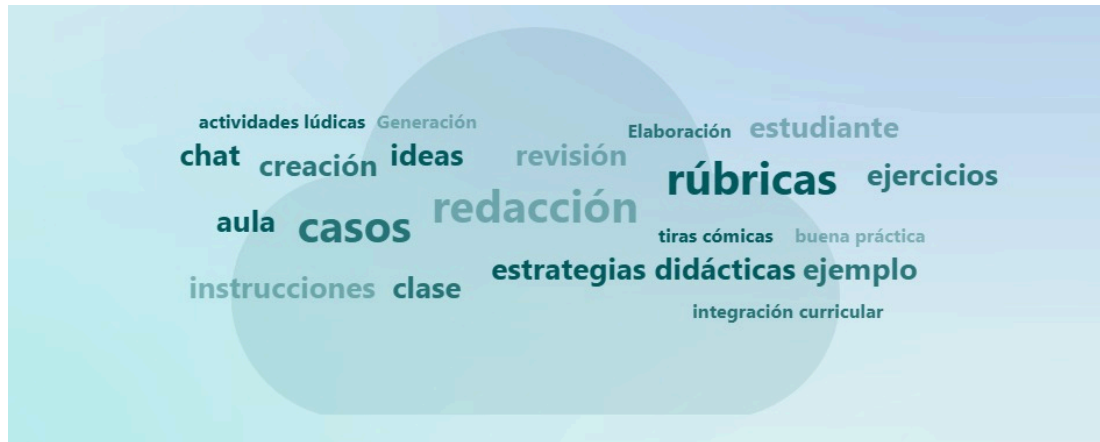 actividades lúdicas Generación
Elaboración estudiante
chat creación ideas revisión
rúbricas ejercicios
redacción
aula casos
tiras cómicas buena práctica
estrategias didácticas ejemplo
instrucciones clase
integración curricular